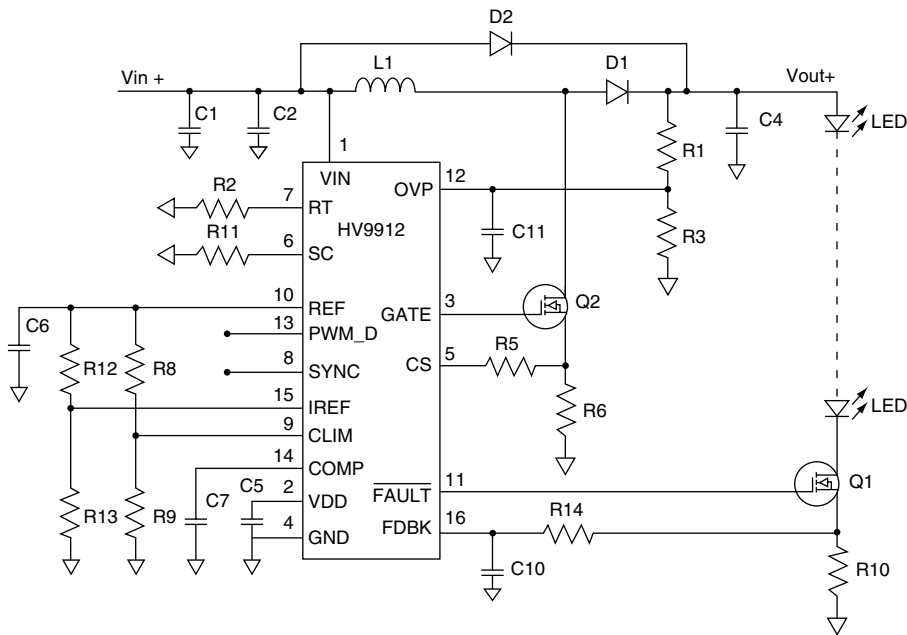 D2
Vin +
L1
D1
Vout+
C1
C2
C4
LED
R1
1
VIN
OVP
12
R2
7
RT
HV9912
C11
R3
R11
6
SC
10
REF
C6
13
PWM_D
GATE
3
Q2
R12
R8
8
SYNC
CS
5
R5
15
IREF
R6
LED
9
CLIM
14
COMP
C7
C5
2
VDD
FAULT
11
Q1
R13
R9
4
GND
FDBK
16
R14
C10
R10